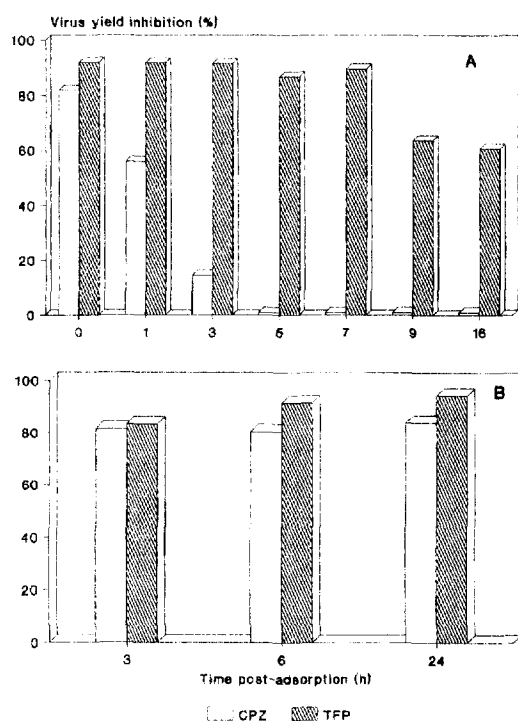 Virus yield inhibition (%)
A
100
80
60
40
20
0
0 1 3 5 7 9 16
B
100
80
60
40
20
0
3 6 24
Time post-adsorption (h)
CPZ TFP